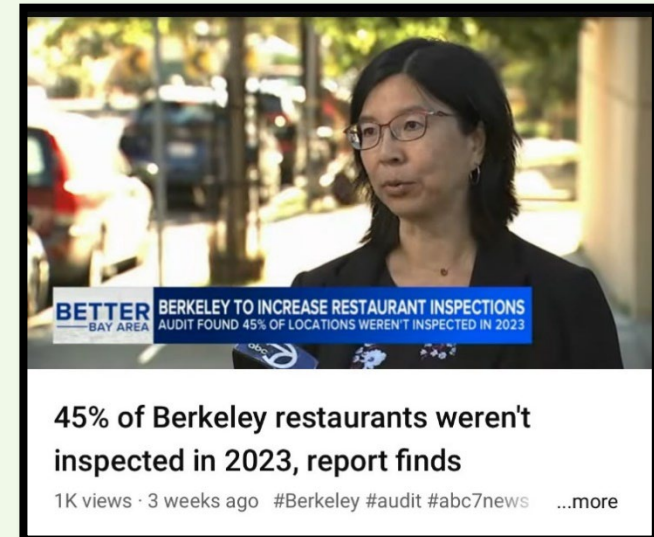 BETTER
BAY AREA
BERKELEY TO INCREASE RESTAURANT INSPECTIONS
AUDIT FOUND 45% OF LOCATIONS WEREN'T INSPECTED IN 2023
abc 7
45% of Berkeley restaurants weren't
inspected in 2023, report finds
1K views · 3 weeks ago #Berkeley #audit #abc7news ...more